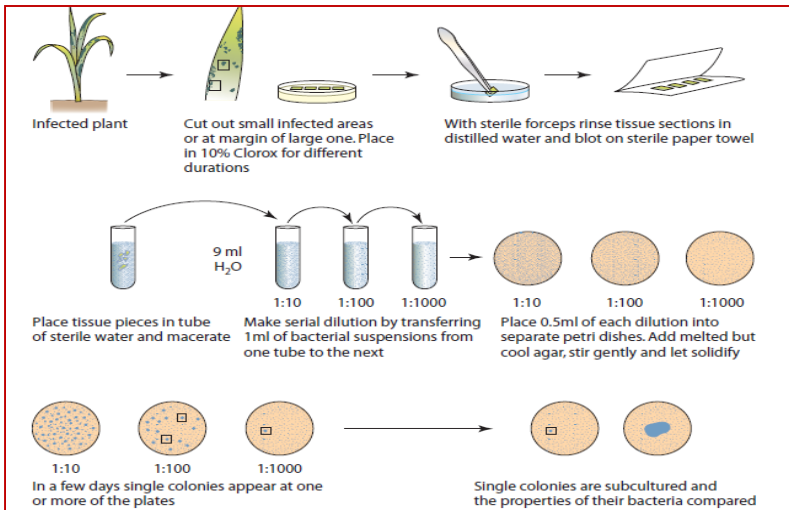 Infected plant
Cut out small infected areas
or at margin of large one. Place
in 10% Clorox for different
durations
With sterile forceps rinse tissue sections in
distilled water and blot on sterile paper towel
9 ml
H₂O
1:10 1:100 1:1000
1:10 1:100 1:1000
Place tissue pieces in tube
of sterile water and macerate
Make serial dilution by transferring
1ml of bacterial suspensions from
one tube to the next
Place 0.5ml of each dilution into
separate petri dishes. Add melted but
cool agar, stir gently and let solidify
1:10 1:100 1:1000
In a few days single colonies appear at one
or more of the plates
Single colonies are subcultured and
the properties of their bacteria compared